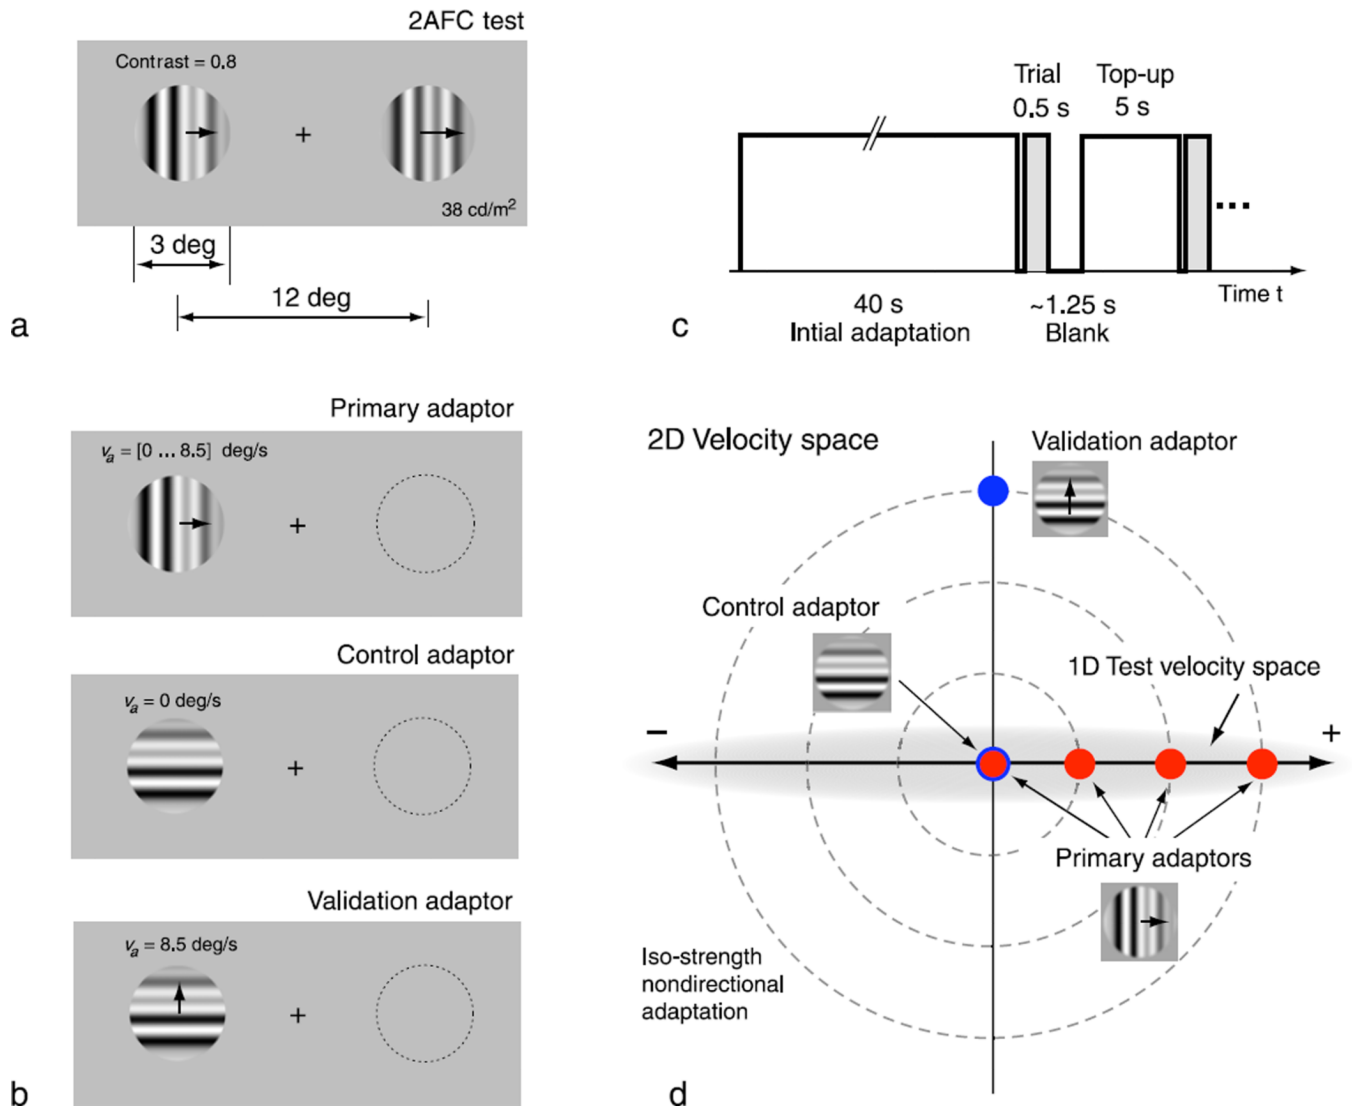 2AFC test
Contrast = 0.8
+
38 cd/m2
3 deg
12 deg
a
Primary adaptor
va = [0 ... 8.5] deg/s
+
Control adaptor
va = 0 deg/s
+
Validation adaptor
va = 8.5 deg/s
+
b
Trial
0.5 s
Top-up
5 s
...
Time t
40 s
Intial adaptation
~1.25 s
Blank
c
2D Velocity space
Validation adaptor
Control adaptor
1D Test velocity space
−
+
Primary adaptors
Iso-strength
nondirectional
adaptation
d